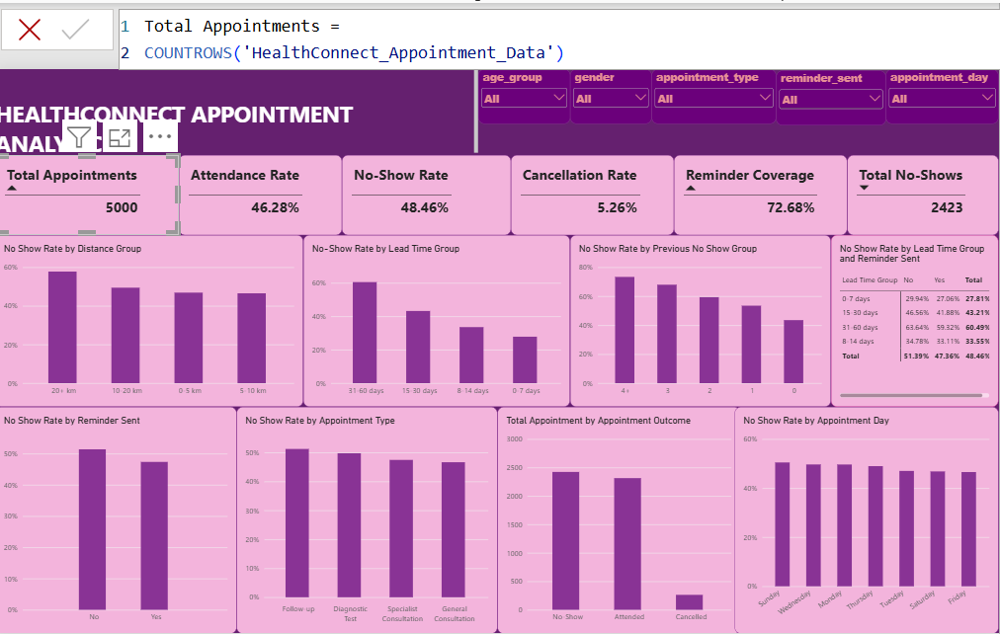 1 Total Appointments =
2 COUNTROWS('HealthConnect_Appointment_Data')
HEALTHCONNECT APPOINTMENT
age_group gender appointment_type reminder_sent appointment_day
All All All All All
Total Appointments
5000
Attendance Rate
46.28%
No-Show Rate
48.46%
Cancellation Rate
5.26%
Reminder Coverage
72.68%
Total No-Shows
2423
No Show Rate by Distance Group
60%
40%
20%
0%
20+ km 10-20 km 0-5 km 5-10 km
No-Show Rate by Lead Time Group
60%
40%
20%
0%
31-60 days 15-30 days 8-14 days 0-7 days
No Show Rate by Previous No Show Group
80%
60%
40%
20%
0%
4+ 3 2 1 0
No Show Rate by Lead Time Group
and Reminder Sent
Lead Time Group No Yes Total
0-7 days 29.94% 27.06% 27.81%
15-30 days 46.56% 41.88% 43.21%
31-60 days 63.64% 59.32% 60.49%
8-14 days 34.78% 33.11% 33.55%
Total 51.39% 47.36% 48.46%
No Show Rate by Reminder Sent
50%
40%
30%
20%
10%
0%
No Yes
No Show Rate by Appointment Type
50%
40%
30%
20%
10%
0%
Follow-up Diagnostic Specialist General
Test Consultation Consultation
Total Appointment by Appointment Outcome
3000
2500
2000
1500
1000
500
0
No-Show Attended Cancelled
No Show Rate by Appointment Day
60%
40%
20%
0%
Sunday Wednesday Monday Thursday Tuesday Saturday Friday